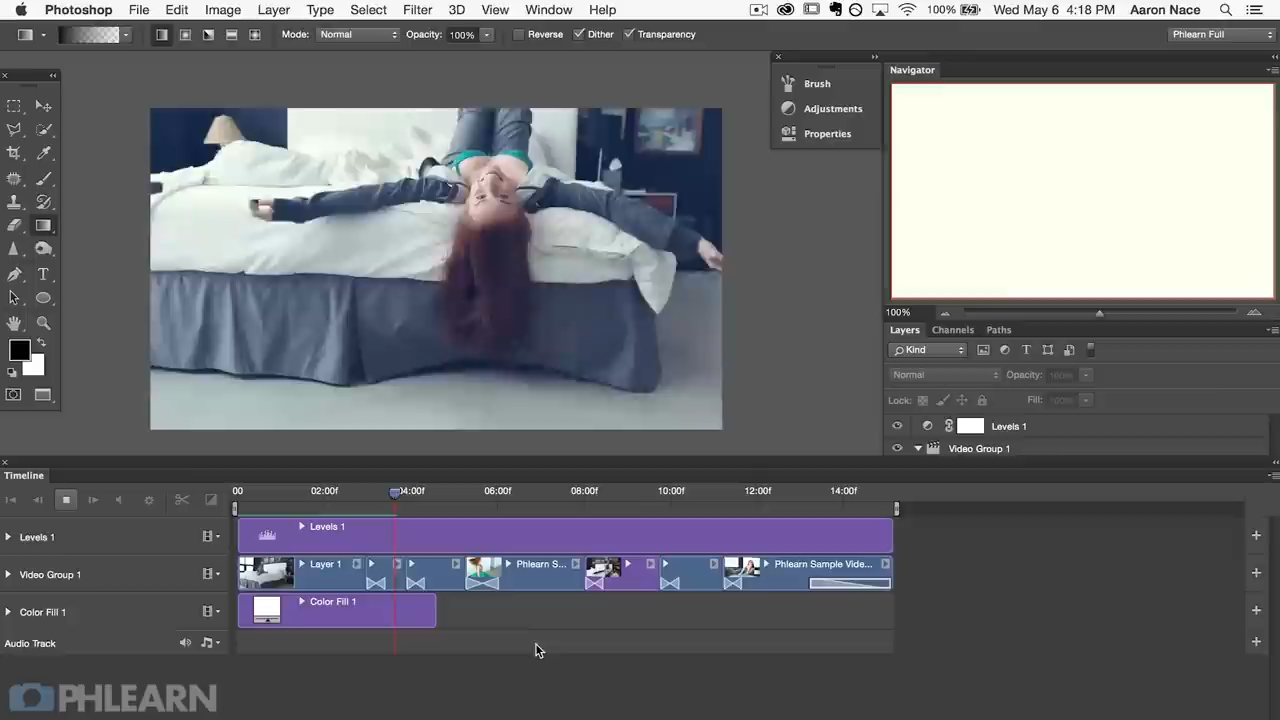 Photoshop File Edit Image Layer Type Select Filter 3D View Window Help 100% Wed May 6 4:18 PM Aaron Nace
Mode: Normal Opacity: 100% Reverse Dither Transparency Phlearn Full
Navigator
Brush
Adjustments
Properties
100%
Layers Channels Paths
Kind
Normal Opacity: 100%
Lock: Fill: 100%
Levels 1
Video Group 1
Timeline
00 02:00f 04:00f 06:00f 08:00f 10:00f 12:00f 14:00f
Levels 1 Levels 1
Video Group 1 Layer 1 Phlearn S... Phlearn Sample Vide...
Color Fill 1 Color Fill 1
Audio Track
PHLEARN